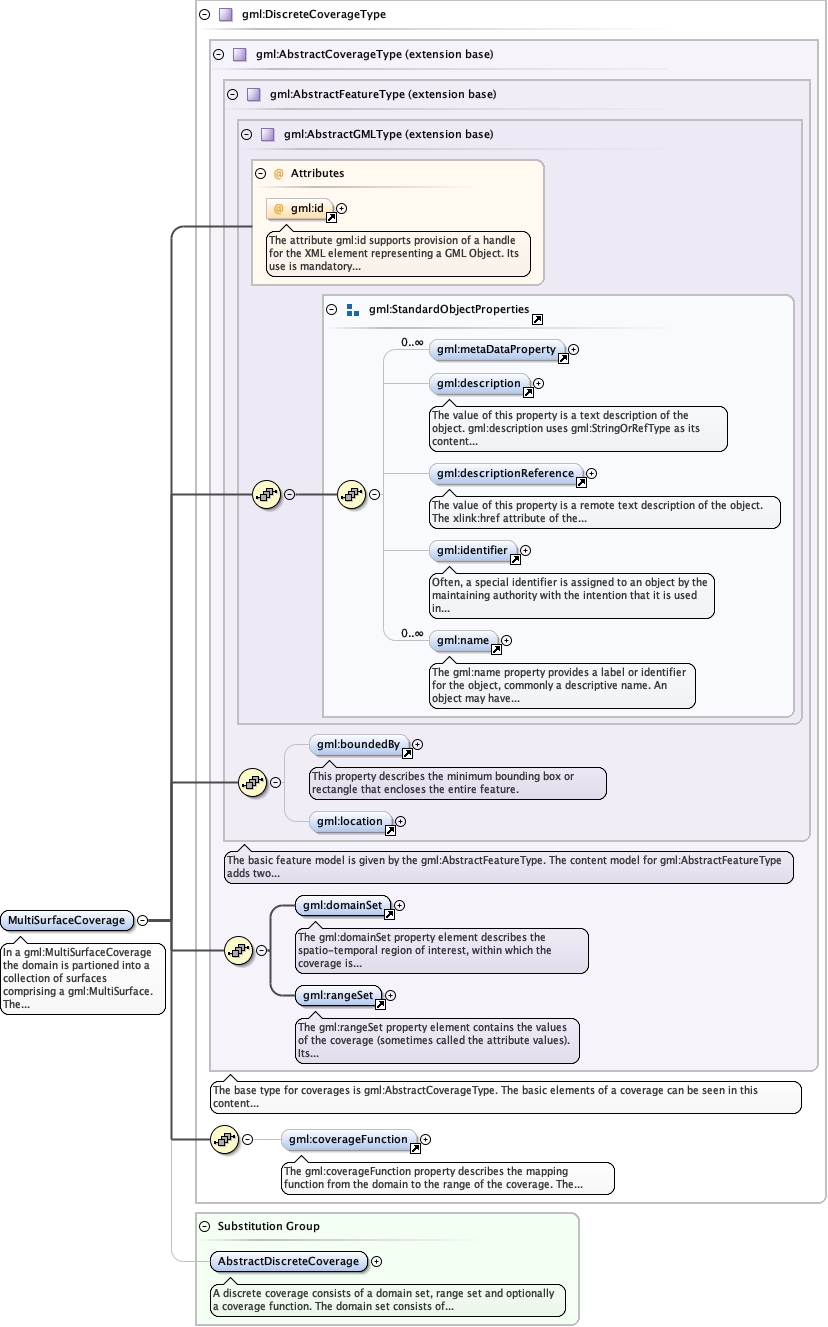 gml:DiscreteCoverageType
gml:AbstractCoverageType (extension base)
gml:AbstractFeatureType (extension base)
gml:AbstractGMLType (extension base)
@ Attributes
@ gml:id
The attribute gml:id supports provision of a handle
for the XML element representing a GML Object. Its
use is mandatory...
gml:StandardObjectProperties
0..∞
gml:metaDataProperty
gml:description
The value of this property is a text description of the
object. gml:description uses gml:StringOrRefType as its
content...
gml:descriptionReference
The value of this property is a remote text description of the object.
The xlink:href attribute of the...
gml:identifier
Often, a special identifier is assigned to an object by the
maintaining authority with the intention that it is used
in...
0..∞
gml:name
The gml:name property provides a label or identifier
for the object, commonly a descriptive name. An
object may have...
gml:boundedBy
This property describes the minimum bounding box or
rectangle that encloses the entire feature.
gml:location
The basic feature model is given by the gml:AbstractFeatureType. The content model for gml:AbstractFeatureType
adds two...
MultiSurfaceCoverage
In a gml:MultiSurfaceCoverage
the domain is partioned into a
collection of surfaces
comprising a gml:MultiSurface.
The...
gml:domainSet
The gml:domainSet property element describes the
spatio-temporal region of interest, within which the
coverage is...
gml:rangeSet
The gml:rangeSet property element contains the values
of the coverage (sometimes called the attribute values).
Its...
The base type for coverages is gml:AbstractCoverageType. The basic elements of a coverage can be seen in this
content...
gml:coverageFunction
The gml:coverageFunction property describes the mapping
function from the domain to the range of the coverage. The...
Substitution Group
AbstractDiscreteCoverage
A discrete coverage consists of a domain set, range set and optionally
a coverage function. The domain set consists of...